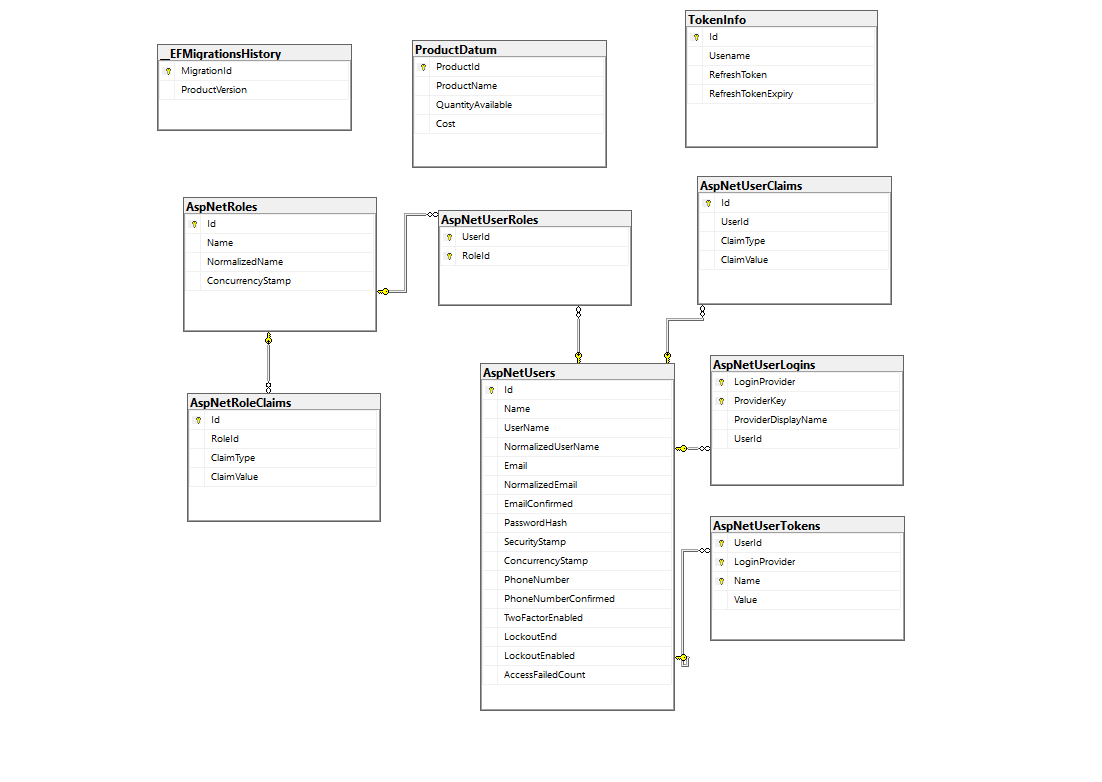 __EFMigrationsHistory
MigrationId
ProductVersion
ProductDatum
ProductId
ProductName
QuantityAvailable
Cost
TokenInfo
Id
Usename
RefreshToken
RefreshTokenExpiry
AspNetRoles
Id
Name
NormalizedName
ConcurrencyStamp
AspNetUserRoles
UserId
RoleId
AspNetUserClaims
Id
UserId
ClaimType
ClaimValue
AspNetRoleClaims
Id
RoleId
ClaimType
ClaimValue
AspNetUsers
Id
Name
UserName
NormalizedUserName
Email
NormalizedEmail
EmailConfirmed
PasswordHash
SecurityStamp
ConcurrencyStamp
PhoneNumber
PhoneNumberConfirmed
TwoFactorEnabled
LockoutEnd
LockoutEnabled
AccessFailedCount
AspNetUserLogins
LoginProvider
ProviderKey
ProviderDisplayName
UserId
AspNetUserTokens
UserId
LoginProvider
Name
Value